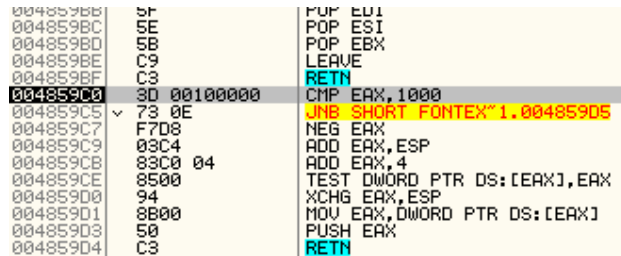 004859BB 5F POP EDI
004859BC 5E POP ESI
004859BD 5B POP EBX
004859BE C9 LEAVE
004859BF C3 RETN
004859C0 3D 00100000 CMP EAX,1000
004859C5 73 0E JNB SHORT FONTEX~1.004859D5
004859C7 F7D8 NEG EAX
004859C9 03C4 ADD EAX,ESP
004859CB 83C0 04 ADD EAX,4
004859CE 8500 TEST DWORD PTR DS:[EAX],EAX
004859D0 94 XCHG EAX,ESP
004859D1 8B00 MOV EAX,DWORD PTR DS:[EAX]
004859D3 50 PUSH EAX
004859D4 C3 RETN